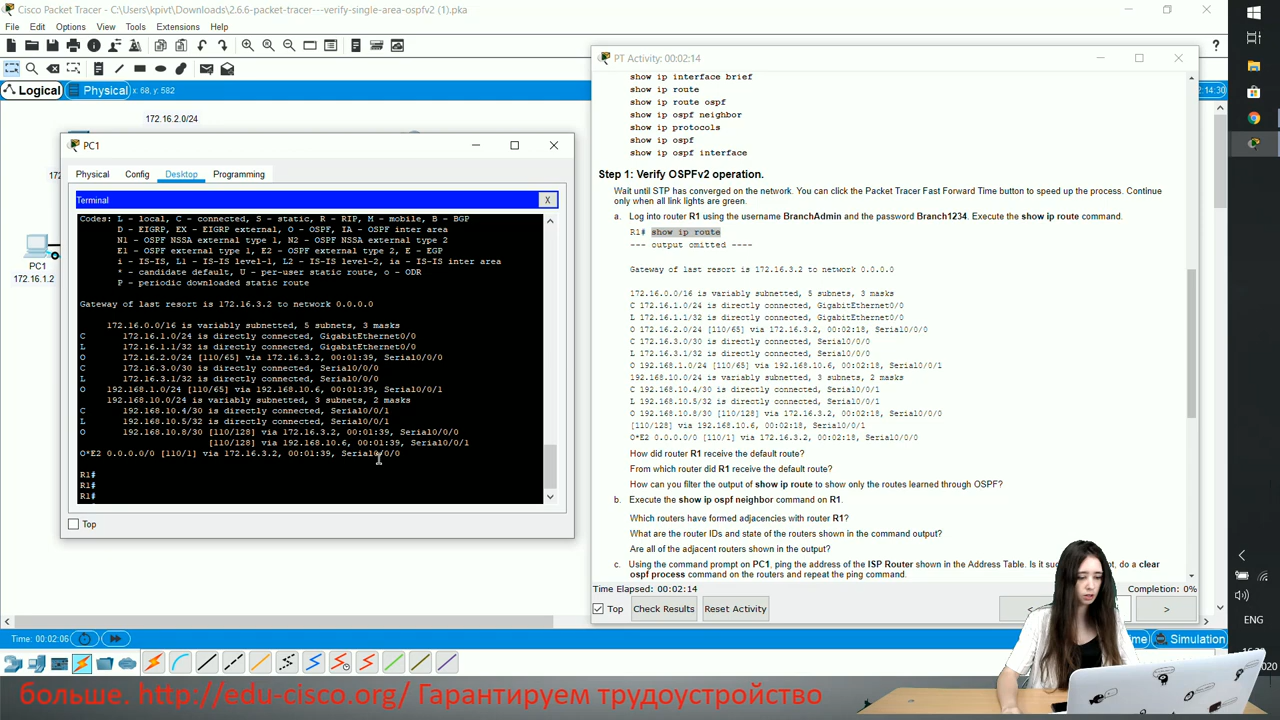 Cisco Packet Tracer - C:\Users\kpivt\Downloads\2.6.6-packet-tracer---verify-single-area-ospfv2 (1).pka
File Edit Options View Tools Extensions Help
Logical Physical x: 68, y: 582
172.16.2.0/24
PC1
172.16.1.2
PC1
Physical Config Desktop Programming
Terminal X
Codes: L - local, C - connected, S - static, R - RIP, M - mobile, B - BGP
D - EIGRP, EX - EIGRP external, O - OSPF, IA - OSPF inter area
N1 - OSPF NSSA external type 1, N2 - OSPF NSSA external type 2
E1 - OSPF external type 1, E2 - OSPF external type 2, E - EGP
i - IS-IS, L1 - IS-IS level-1, L2 - IS-IS level-2, ia - IS-IS inter area
* - candidate default, U - per-user static route, o - ODR
P - periodic downloaded static route
Gateway of last resort is 172.16.3.2 to network 0.0.0.0
172.16.0.0/16 is variably subnetted, 5 subnets, 3 masks
C 172.16.1.0/24 is directly connected, GigabitEthernet0/0
L 172.16.1.1/32 is directly connected, GigabitEthernet0/0
O 172.16.2.0/24 [110/65] via 172.16.3.2, 00:01:39, Serial0/0/0
C 172.16.3.0/30 is directly connected, Serial0/0/0
L 172.16.3.1/32 is directly connected, Serial0/0/0
O 192.168.1.0/24 [110/65] via 192.168.10.6, 00:01:39, Serial0/0/1
192.168.10.0/24 is variably subnetted, 3 subnets, 2 masks
C 192.168.10.4/30 is directly connected, Serial0/0/1
L 192.168.10.5/32 is directly connected, Serial0/0/1
O 192.168.10.8/30 [110/128] via 172.16.3.2, 00:01:39, Serial0/0/0
[110/128] via 192.168.10.6, 00:01:39, Serial0/0/1
O*E2 0.0.0.0/0 [110/1] via 172.16.3.2, 00:01:39, Serial0/0/0
R1#
R1#
R1#
Top
PT Activity: 00:02:14
show ip interface brief
show ip route
show ip route ospf
show ip ospf neighbor
show ip protocols
show ip ospf
show ip ospf interface
Step 1: Verify OSPFv2 operation.
Wait until STP has converged on the network. You can click the Packet Tracer Fast Forward Time button to speed up the process. Continue
only when all link lights are green.
a. Log into router R1 using the username BranchAdmin and the password Branch1234. Execute the show ip route command.
R1# show ip route
--- output omitted ----
Gateway of last resort is 172.16.3.2 to network 0.0.0.0
172.16.0.0/16 is variably subnetted, 5 subnets, 3 masks
C 172.16.1.0/24 is directly connected, GigabitEthernet0/0
L 172.16.1.1/32 is directly connected, GigabitEthernet0/0
O 172.16.2.0/24 [110/65] via 172.16.3.2, 00:02:18, Serial0/0/0
C 172.16.3.0/30 is directly connected, Serial0/0/0
L 172.16.3.1/32 is directly connected, Serial0/0/0
O 192.168.1.0/24 [110/65] via 192.168.10.6, 00:02:18, Serial0/0/1
192.168.10.0/24 is variably subnetted, 3 subnets, 2 masks
C 192.168.10.4/30 is directly connected, Serial0/0/1
L 192.168.10.5/32 is directly connected, Serial0/0/1
O 192.168.10.8/30 [110/128] via 172.16.3.2, 00:02:18, Serial0/0/0
[110/128] via 192.168.10.6, 00:02:18, Serial0/0/1
O*E2 0.0.0.0/0 [110/1] via 172.16.3.2, 00:02:18, Serial0/0/0
How did router R1 receive the default route?
From which router did R1 receive the default route?
How can you filter the output of show ip route to show only the routes learned through OSPF?
b. Execute the show ip ospf neighbor command on R1.
Which routers have formed adjacencies with router R1?
What are the router IDs and state of the routers shown in the command output?
Are all of the adjacent routers shown in the output?
c. Using the command prompt on PC1, ping the address of the ISP Router shown in the Address Table. Is it do a clear
ospf process command on the routers and repeat the ping command.
Time Elapsed: 00:02:14 Completion: 0%
Top Check Results Reset Activity < >
Time: 00:02:06 Simulation
ENG
больше. http://edu-cisco.org/ Гарантируем трудоустройство